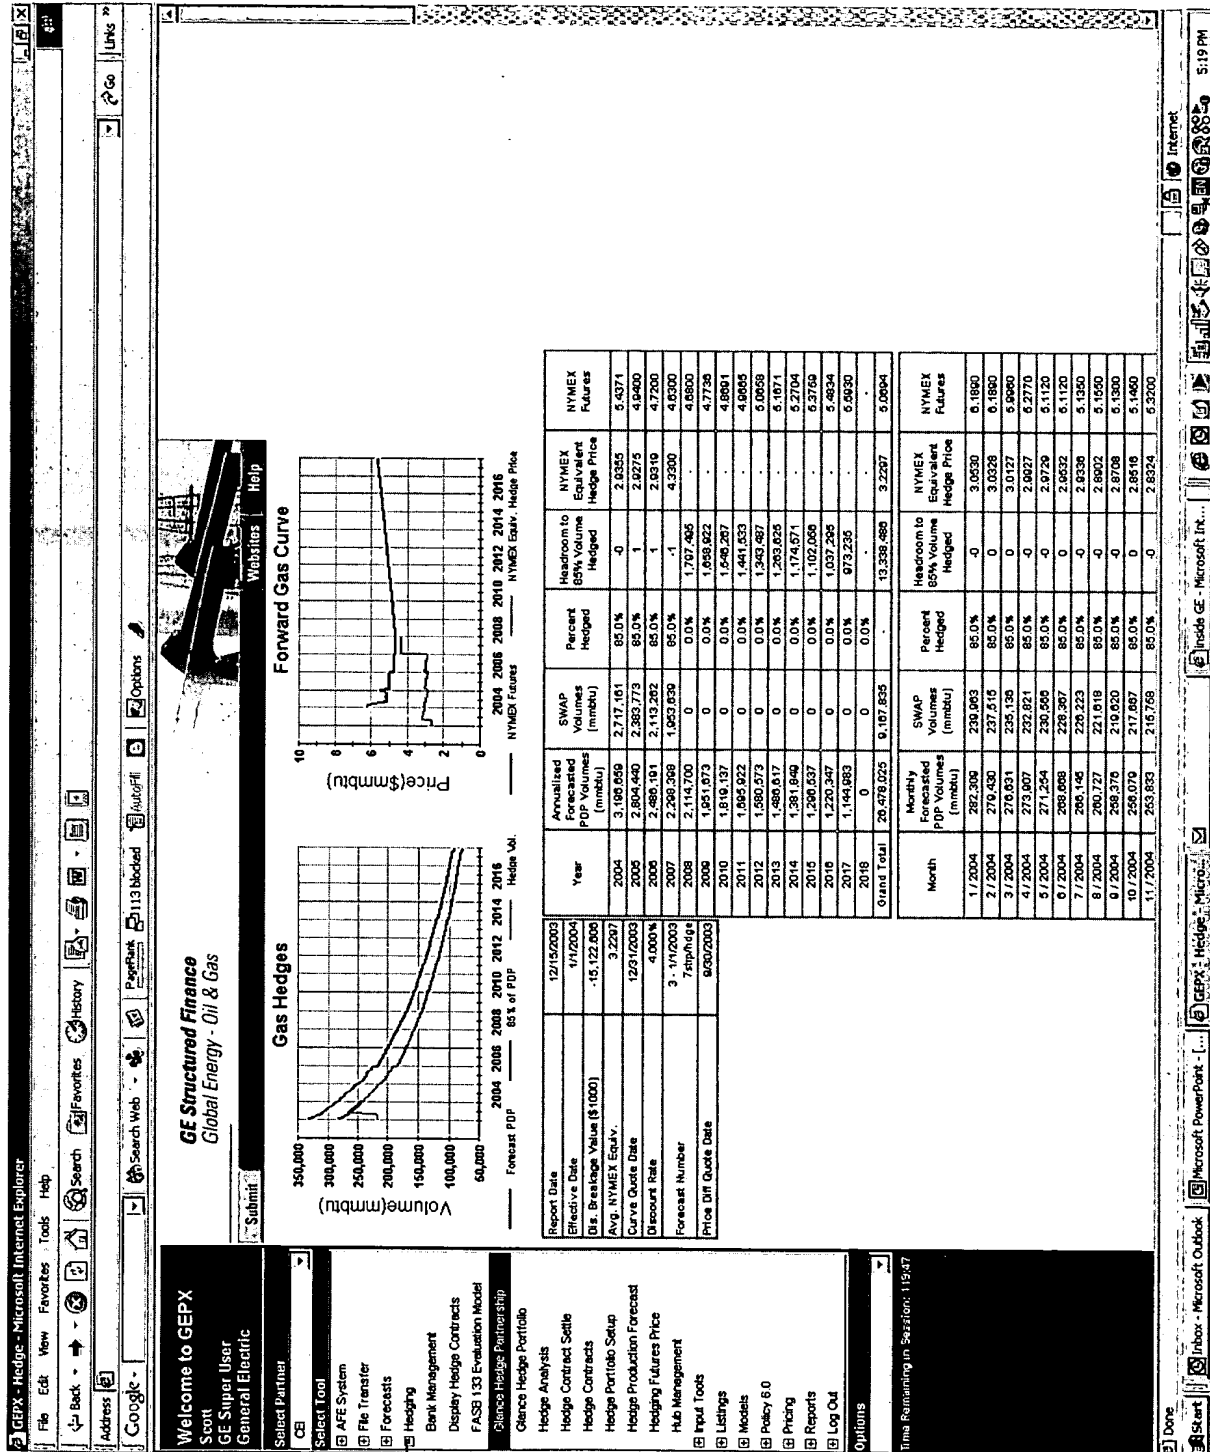 GEPX - Hedge - Microsoft Internet Explorer
File Edit View Favorites Tools Help
Back Search Favorites History
Address Go Links »
Google Search Web PageRank 113 blocked AutoFill Options
Welcome to GEPX
Scott
GE Super User
General Electric
Select Partner
CEI
Select Tool
AFE System
File Transfer
Forecasts
Hedging
Bank Management
Display Hedge Contracts
FASB 133 Evaluation Model
Glance Hedge Partnership
Glance Hedge Portfolio
Hedge Analysis
Hedge Contract Settle
Hedge Contracts
Hedge Portfolio Setup
Hedge Production Forecast
Hedging Futures Price
Hub Management
Input Tools
Listings
Models
Policy 6.0
Pricing
Reports
Log Out
Options
Time Remaining in Session: 119:47
GE Structured Finance
Global Energy - Oil & Gas
Submit Websites Help
Gas Hedges
Volume(mmbtu)
350,000
300,000
250,000
200,000
150,000
100,000
50,000
2004 2006 2008 2010 2012 2014 2016
Forecast PDP 85% of PDP Hedge Vol.
Forward Gas Curve
Price($mmbtu)
10
8
6
4
2
0
2004 2006 2008 2010 2012 2014 2016
NYMEX Futures NYMEX Equiv. Hedge Price
Report Date 12/15/2003
Effective Date 1/1/2004
Dis. Breakage Value ($1000) -15,122.606
Avg. NYMEX Equiv. 3.2297
Curve Quote Date 12/31/2003
Discount Rate 4.000%
Forecast Number 3 - 1/1/2003 7strp/hdge
Price Diff Quote Date 9/30/2003
Year Annualized Forecasted PDP Volumes (mmbtu) SWAP Volumes (mmbtu) Percent Hedged Headroom to 85% Volume Hedged NYMEX Equivalent Hedge Price NYMEX Futures
2004 3,196,659 2,717,161 85.0% -0 2.9355 5.4371
2005 2,804,440 2,383,773 85.0% 1 2.9275 4.9400
2006 2,486,191 2,113,262 85.0% 1 2.9319 4.7200
2007 2,298,398 1,953,639 85.0% -1 4.3300 4.6300
2008 2,114,700 0 0.0% 1,797,495 - 4.6800
2009 1,951,673 0 0.0% 1,658,922 - 4.7736
2010 1,819,137 0 0.0% 1,546,267 - 4.8691
2011 1,695,922 0 0.0% 1,441,533 - 4.9665
2012 1,580,573 0 0.0% 1,343,487 - 5.0658
2013 1,486,617 0 0.0% 1,263,625 - 5.1671
2014 1,381,849 0 0.0% 1,174,571 - 5.2704
2015 1,296,537 0 0.0% 1,102,056 - 5.3759
2016 1,220,347 0 0.0% 1,037,295 - 5.4834
2017 1,144,983 0 0.0% 973,235 - 5.5930
2018 0 0.0% - - -
Grand Total 26,478,025 9,167,835 - 13,338,486 3.2297 5.0694
Month Monthly Forecasted PDP Volumes (mmbtu) SWAP Volumes (mmbtu) Percent Hedged Headroom to 85% Volume Hedged NYMEX Equivalent Hedge Price NYMEX Futures
1 / 2004 282,309 239,963 85.0% -0 3.0530 6.1890
2 / 2004 279,430 237,515 85.0% 0 3.0328 6.1890
3 / 2004 276,631 235,136 85.0% 0 3.0127 5.9960
4 / 2004 273,907 232,821 85.0% -0 2.9927 5.2770
5 / 2004 271,254 230,566 85.0% -0 2.9729 5.1120
6 / 2004 268,668 228,367 85.0% 0 2.9532 5.1120
7 / 2004 266,145 226,223 85.0% -0 2.9336 5.1350
8 / 2004 260,727 221,618 85.0% -0 2.8902 5.1550
9 / 2004 258,376 219,620 85.0% -0 2.8708 5.1300
10 / 2004 256,079 217,667 85.0% 0 2.8516 5.1450
11 / 2004 253,833 215,758 85.0% -0 2.8324 5.3200
Done Internet
Start Inbox - Microsoft Outlook Microsoft PowerPoint - [... GEPX - Hedge - Micro... Inside GE - Microsoft Int... EN 5:19 PM